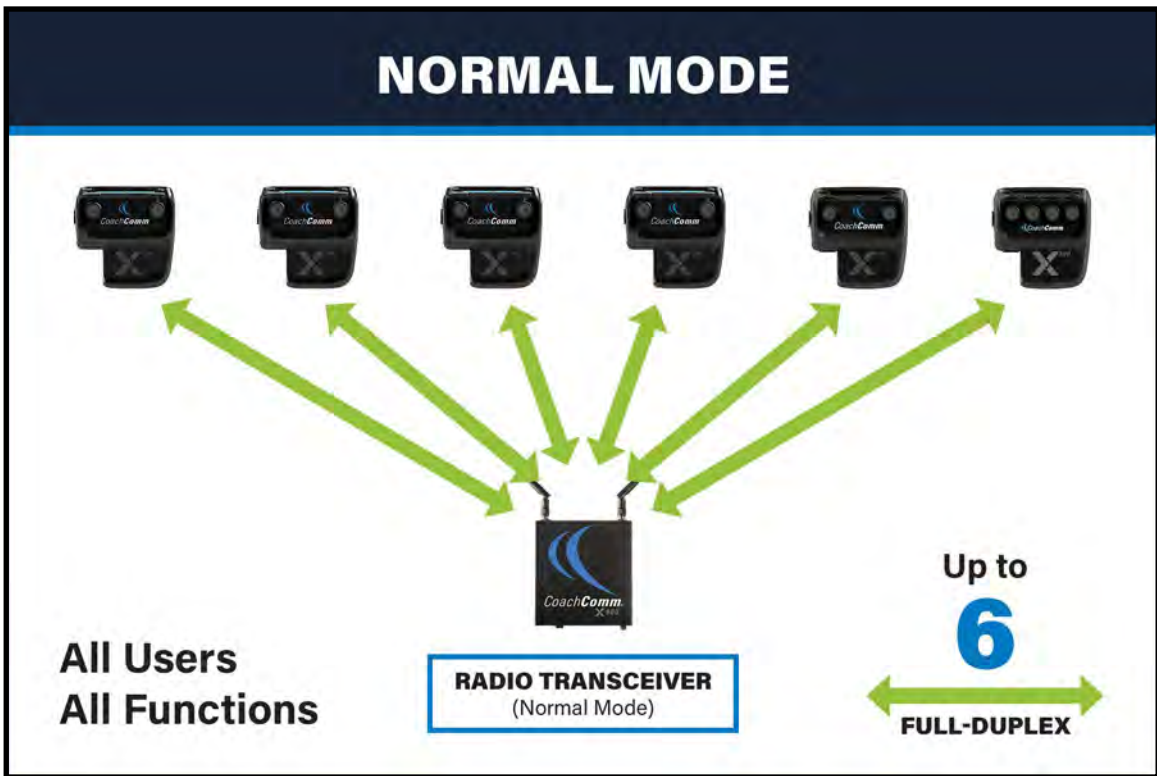 NORMAL MODE
CoachComm
X
CoachComm
X
CoachComm
X
CoachComm
X
CoachComm
X
CoachComm
X
CoachComm
X
Up to
6
FULL-DUPLEX
All Users
All Functions
RADIO TRANSCEIVER
(Normal Mode)